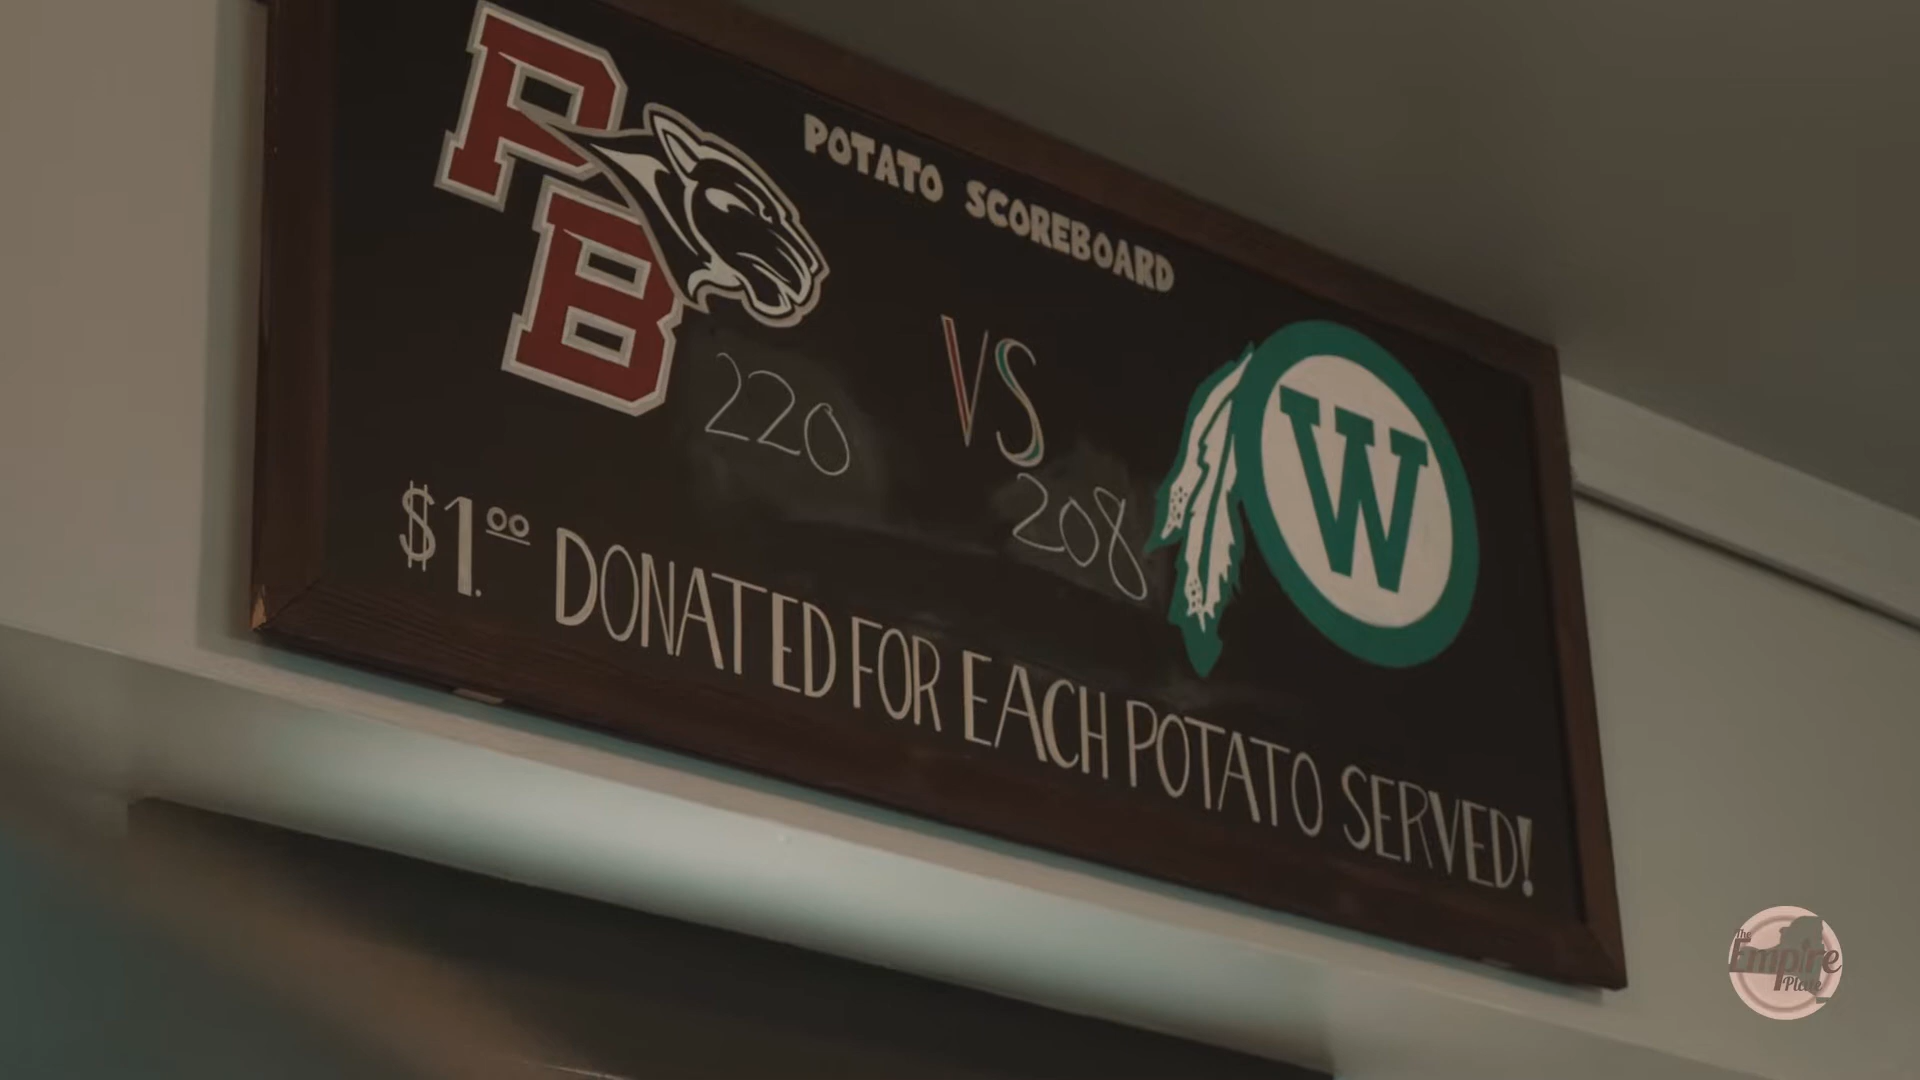 PB
POTATO SCOREBOARD
VS
220
208
W
$1.00 DONATED FOR EACH POTATO SERVED!
The
Empire
Plate